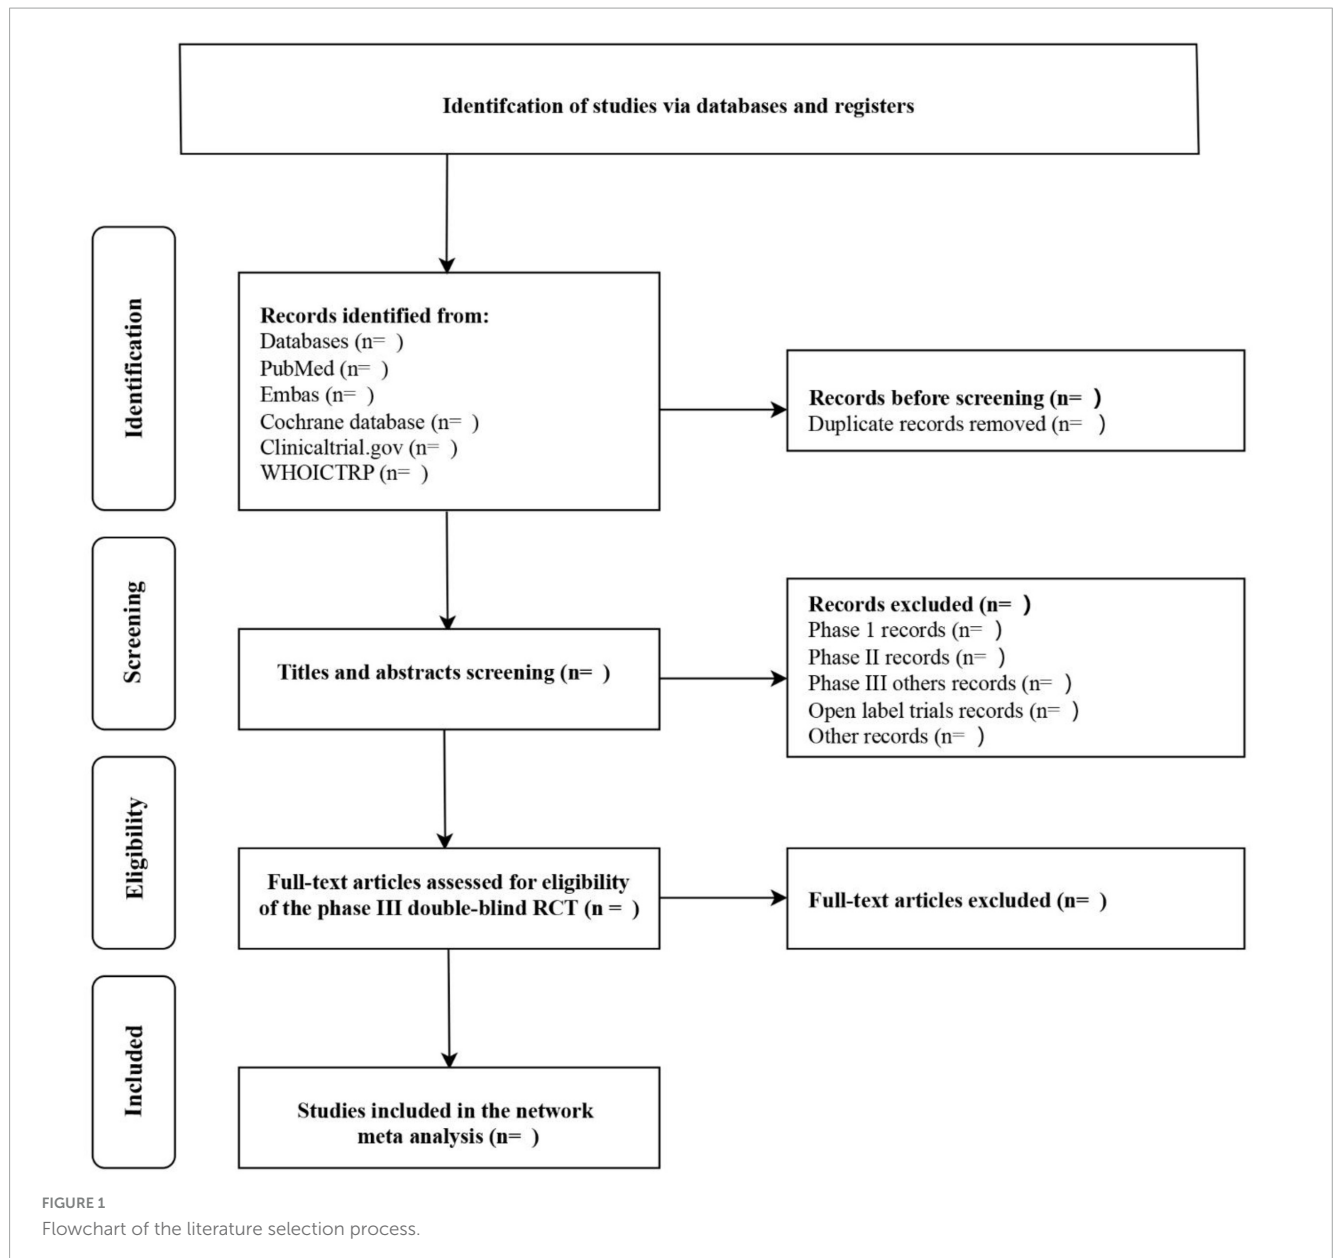 Identifcation of studies via databases and registers
Identification
Records identified from:
Databases (n=  )
PubMed (n=  )
Embas (n=  )
Cochrane database (n=  )
Clinicaltrial.gov (n=  )
WHOICTRP (n=  )
Records before screening (n=  )
Duplicate records removed (n=  )
Screening
Titles and abstracts screening (n=  )
Records excluded (n=  )
Phase 1 records (n=  )
Phase II records (n=  )
Phase III others records (n=  )
Open label trials records (n=  )
Other records (n=  )
Eligibility
Full-text articles assessed for eligibility
of the phase III double-blind RCT (n =  )
Full-text articles excluded (n=  )
Included
Studies included in the network
meta analysis (n=  )
FIGURE 1
Flowchart of the literature selection process.